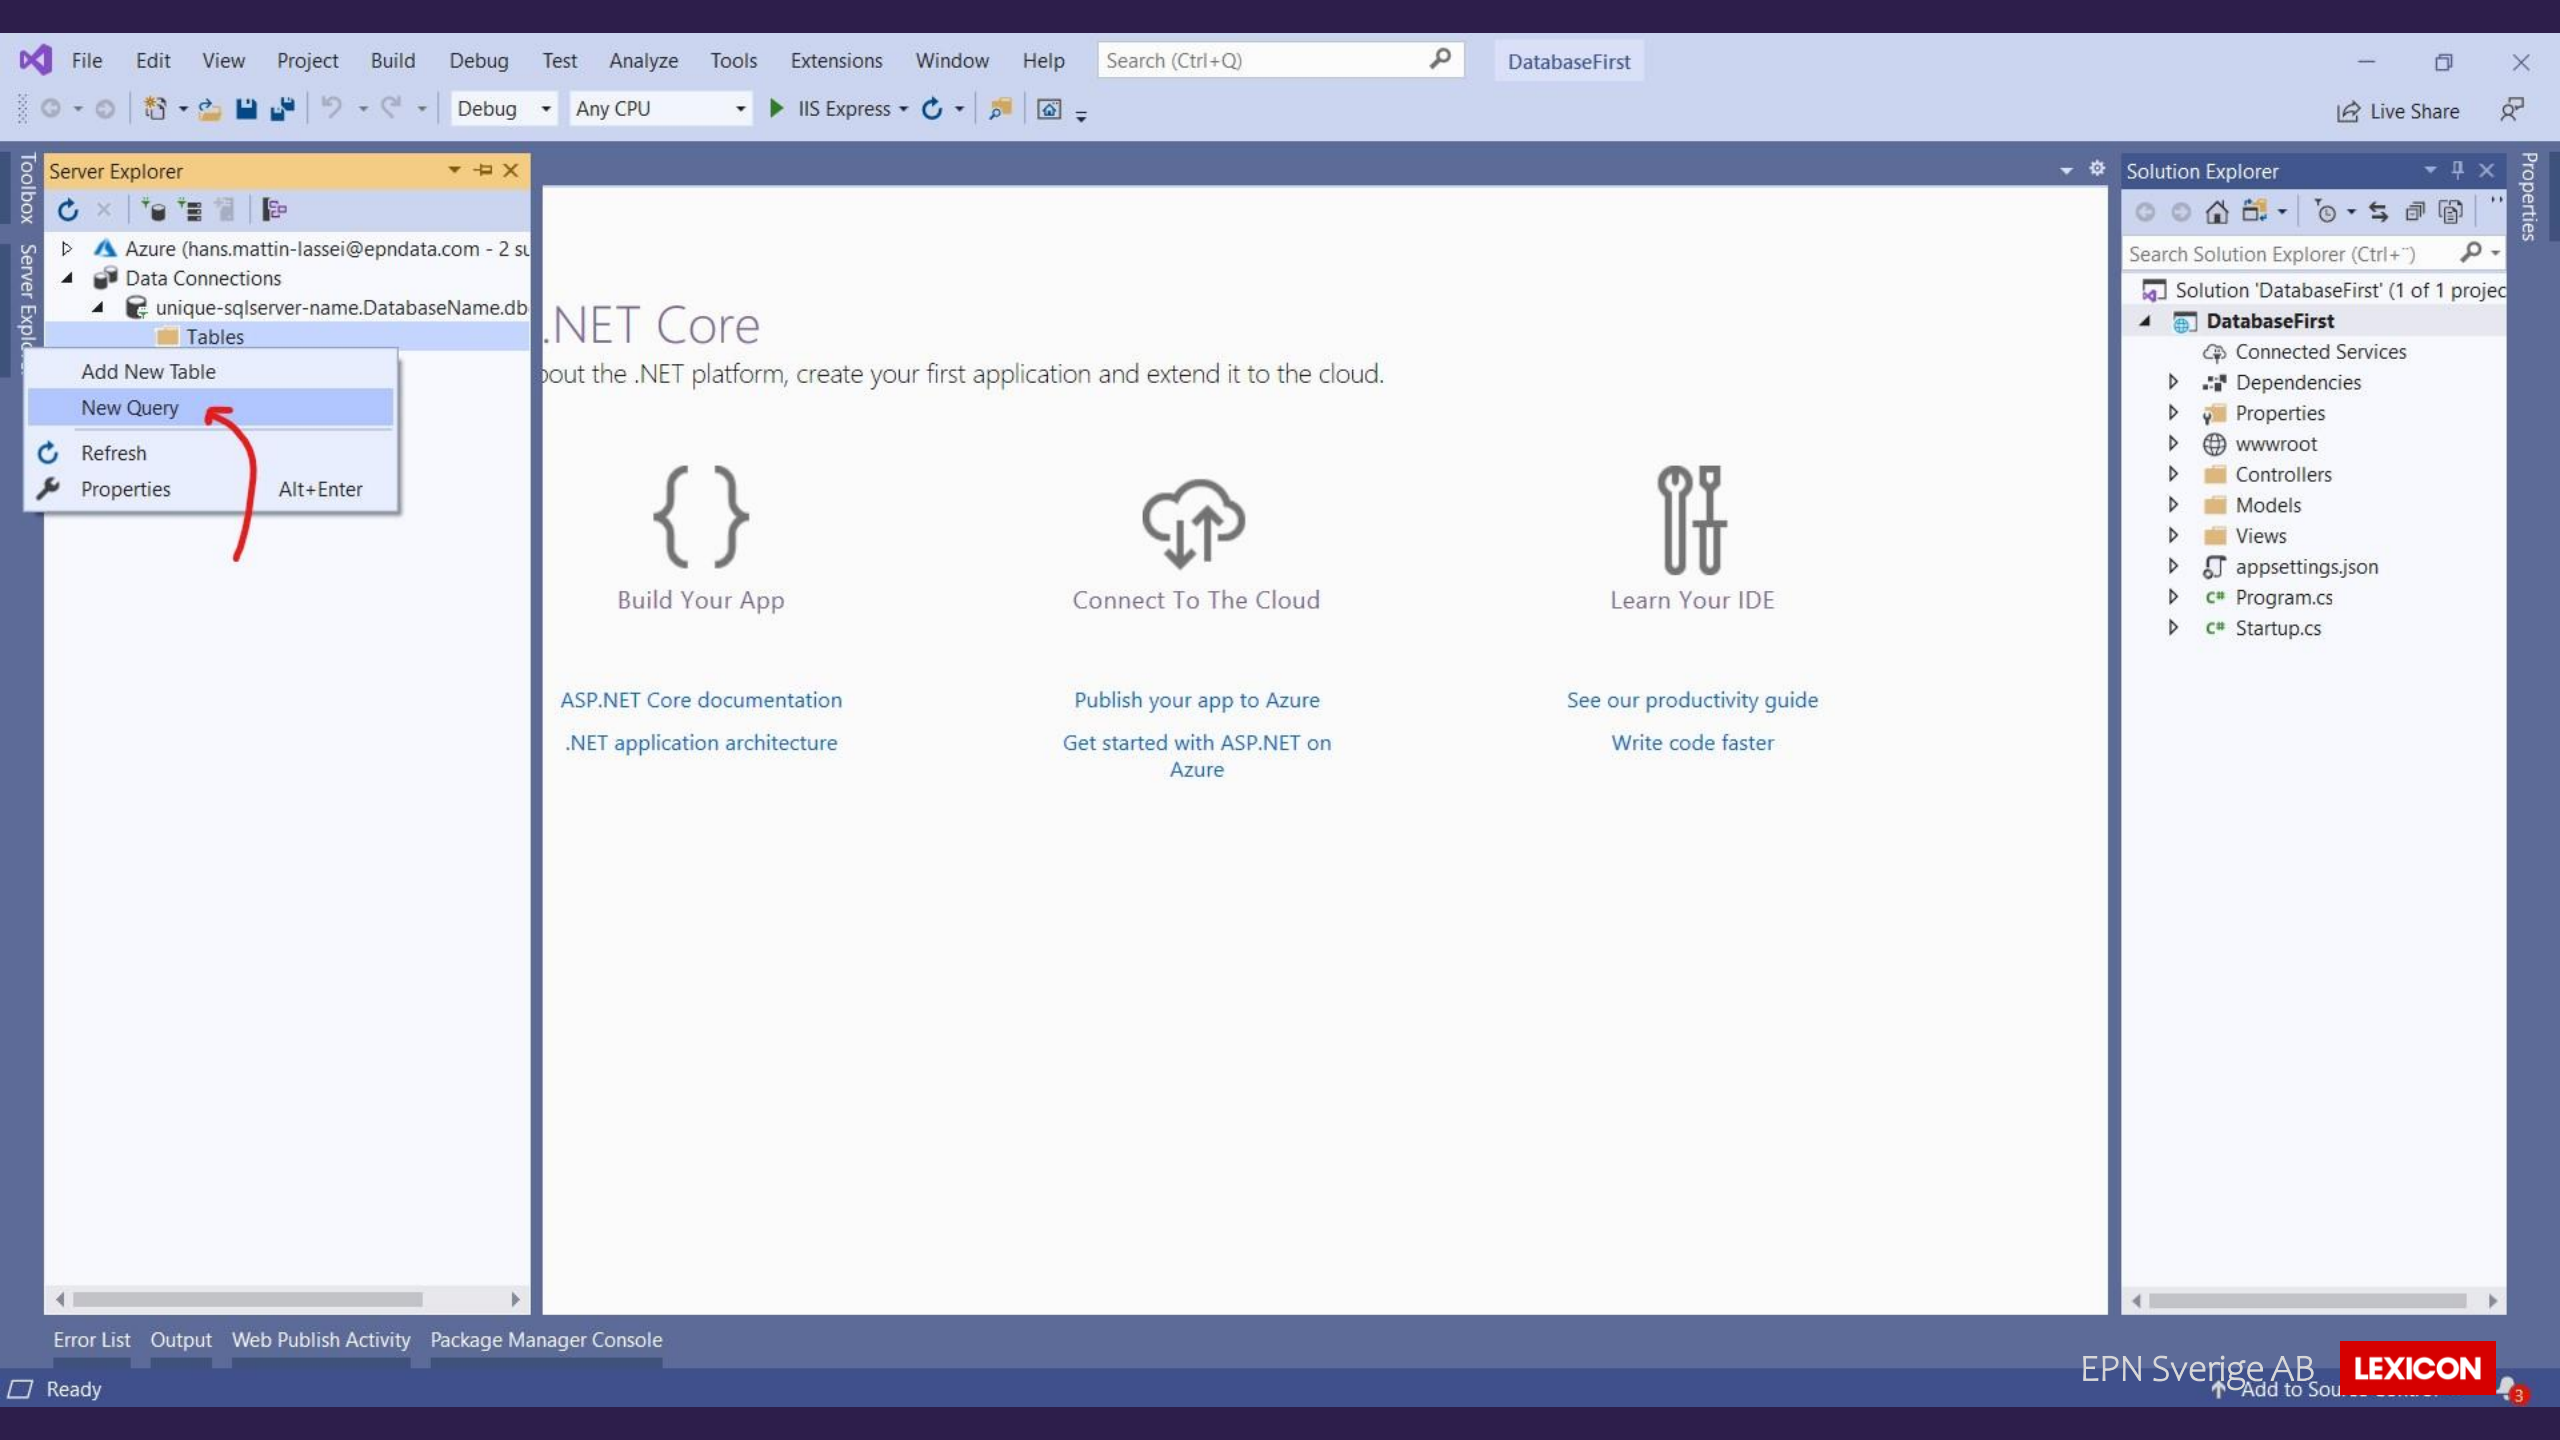 File Edit View Project Build Debug Test Analyze Tools Extensions Window Help Search (Ctrl+Q) DatabaseFirst
Debug Any CPU IIS Express Live Share
Toolbox
Server Explorer
Server Explorer
Azure (hans.mattin-lassei@epndata.com - 2 su
Data Connections
unique-sqlserver-name.DatabaseName.db
Tables
Add New Table
New Query
Refresh
Properties Alt+Enter
.NET Core
out the .NET platform, create your first application and extend it to the cloud.
Build Your App
ASP.NET Core documentation
.NET application architecture
Connect To The Cloud
Publish your app to Azure
Get started with ASP.NET on
Azure
Learn Your IDE
See our productivity guide
Write code faster
Solution Explorer
Search Solution Explorer (Ctrl+¨)
Solution 'DatabaseFirst' (1 of 1 projec
DatabaseFirst
Connected Services
Dependencies
Properties
wwwroot
Controllers
Models
Views
appsettings.json
C# Program.cs
C# Startup.cs
Properties
Error List Output Web Publish Activity Package Manager Console
Ready
EPN Sverige AB LEXICON
Add to Sou
3